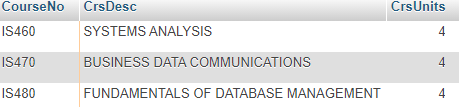 CourseNo CrsDesc CrsUnits
IS460 SYSTEMS ANALYSIS 4
IS470 BUSINESS DATA COMMUNICATIONS 4
IS480 FUNDAMENTALS OF DATABASE MANAGEMENT 4